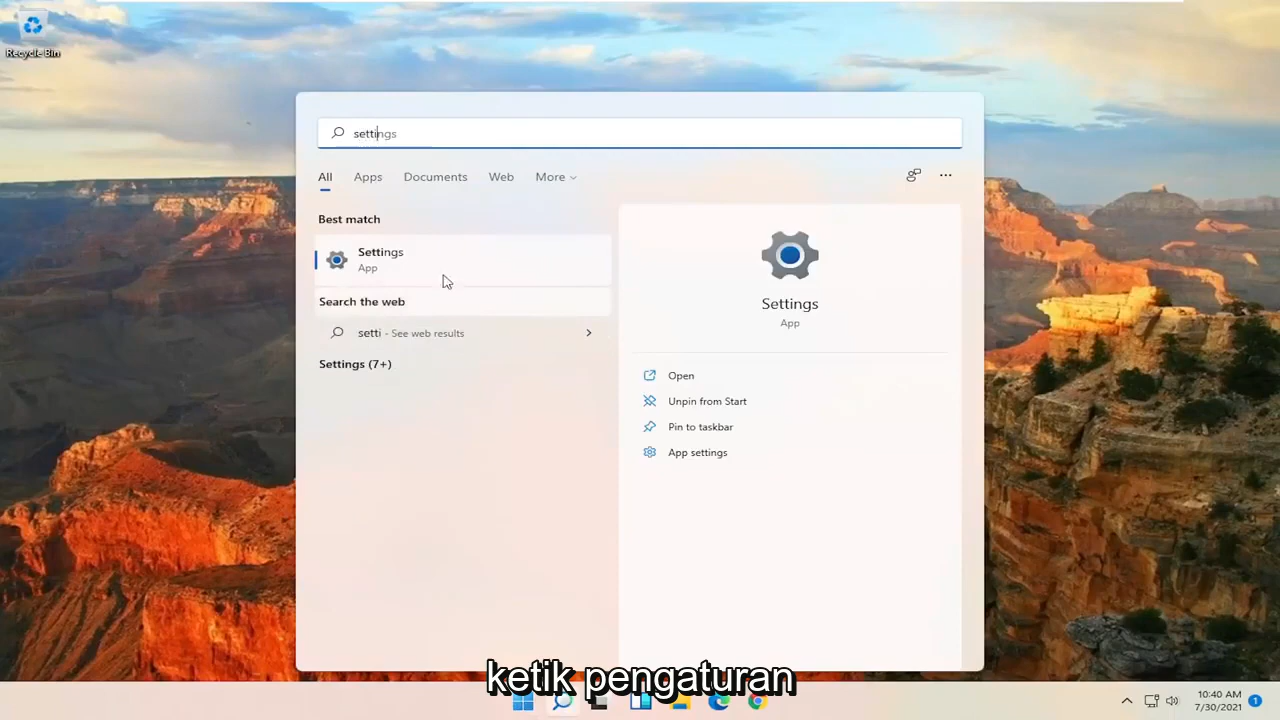 Recycle Bin
settings
All Apps Documents Web More
Best match
Settings
App
Search the web
setti - See web results
Settings (7+)
Settings
App
Open
Unpin from Start
Pin to taskbar
App settings
ketik pengaturan
10:40 AM
7/30/2021
1